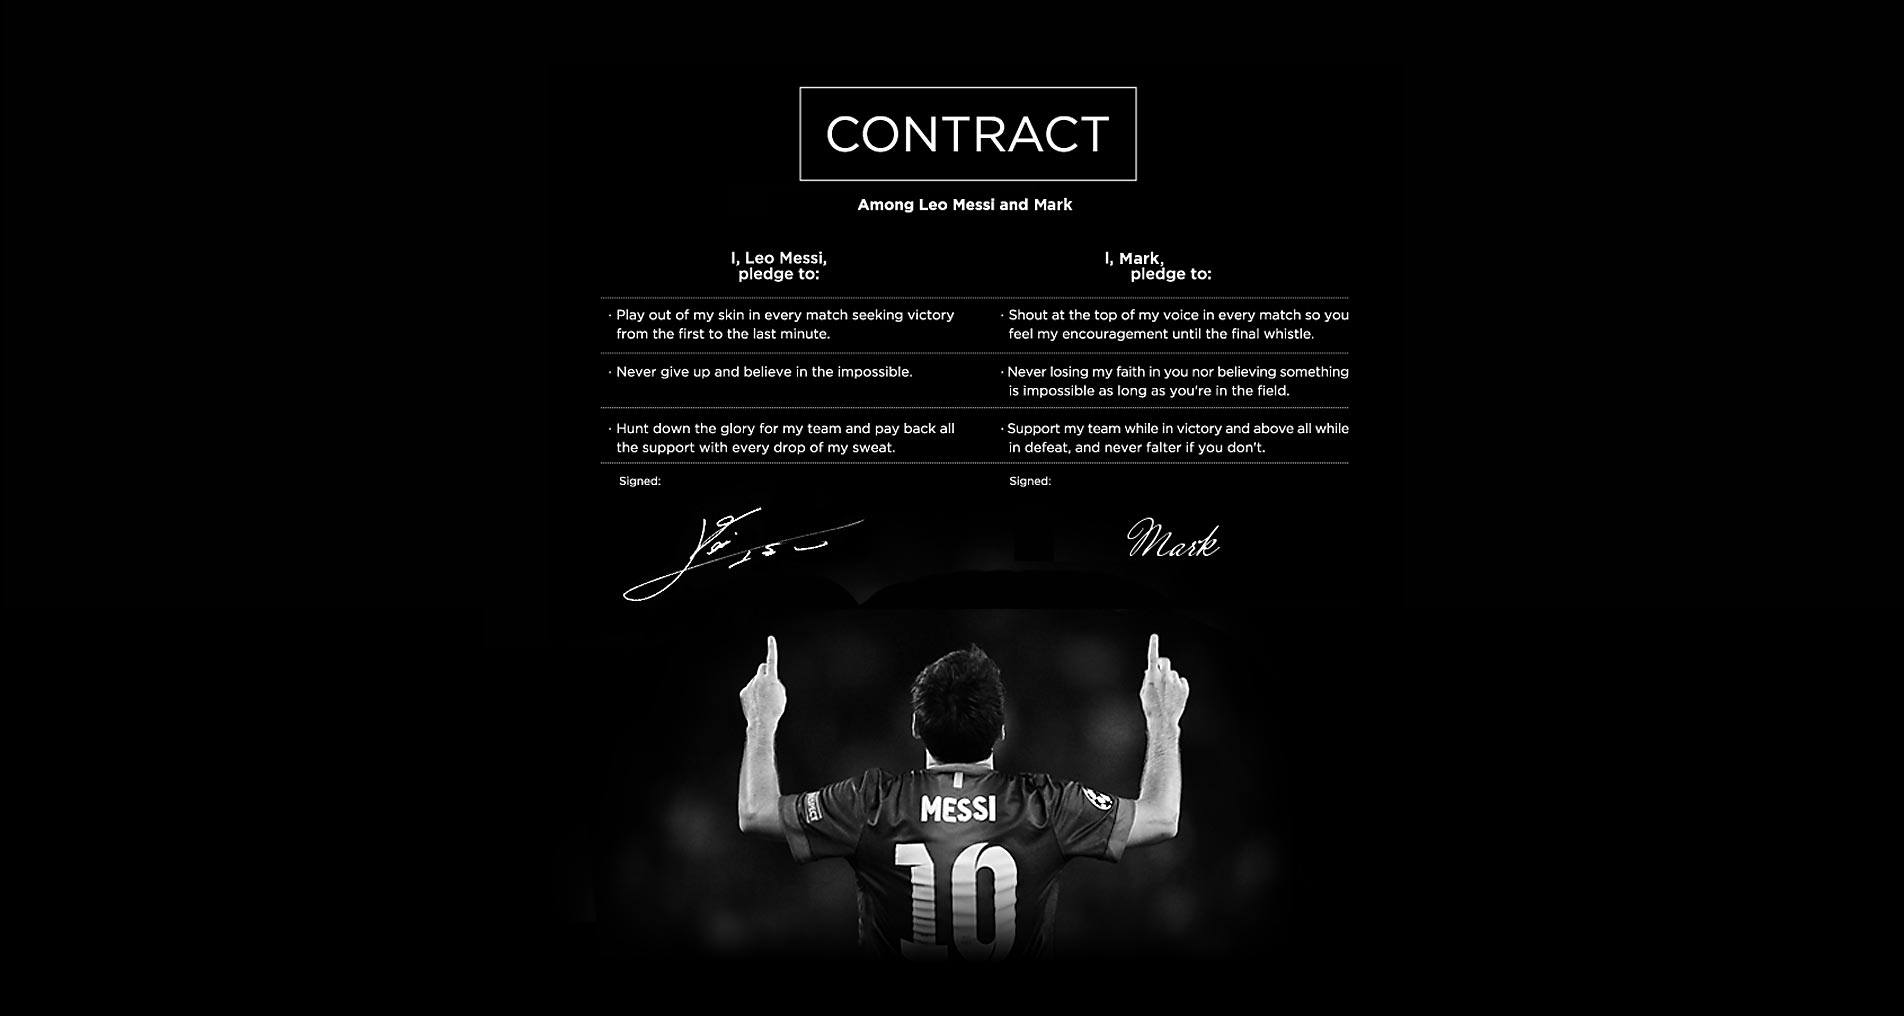 CONTRACT
Among Leo Messi and Mark
I, Leo Messi,
pledge to:
· Play out of my skin in every match seeking victory
from the first to the last minute.
· Never give up and believe in the impossible.
· Hunt down the glory for my team and pay back all
the support with every drop of my sweat.
Signed:
I, Mark,
pledge to:
· Shout at the top of my voice in every match so you
feel my encouragement until the final whistle.
· Never losing my faith in you nor believing something
is impossible as long as you're in the field.
· Support my team while in victory and above all while
in defeat, and never falter if you don't.
Signed:
Mark
RESPECT
MESSI
10